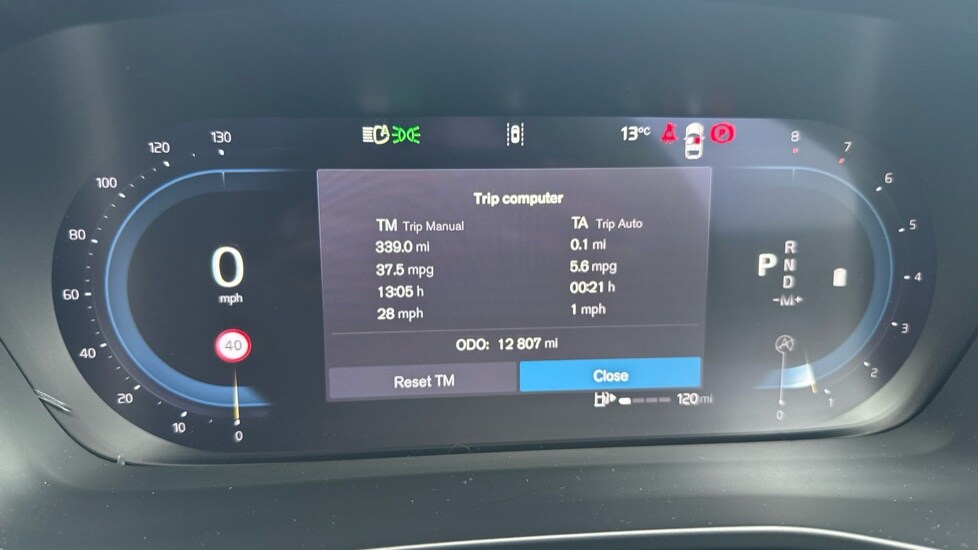 130
120
100
80
60
40
20
10
0
0
mph
40
13°C
Trip computer
TM Trip Manual
339.0 mi
37.5 mpg
13:05 h
28 mph
TA Trip Auto
0.1 mi
5.6 mpg
00:21 h
1 mph
ODO: 12 807 mi
Reset TM
Close
120 mi
P
R
N
D
-M+
8
7
6
5
4
3
2
1
0